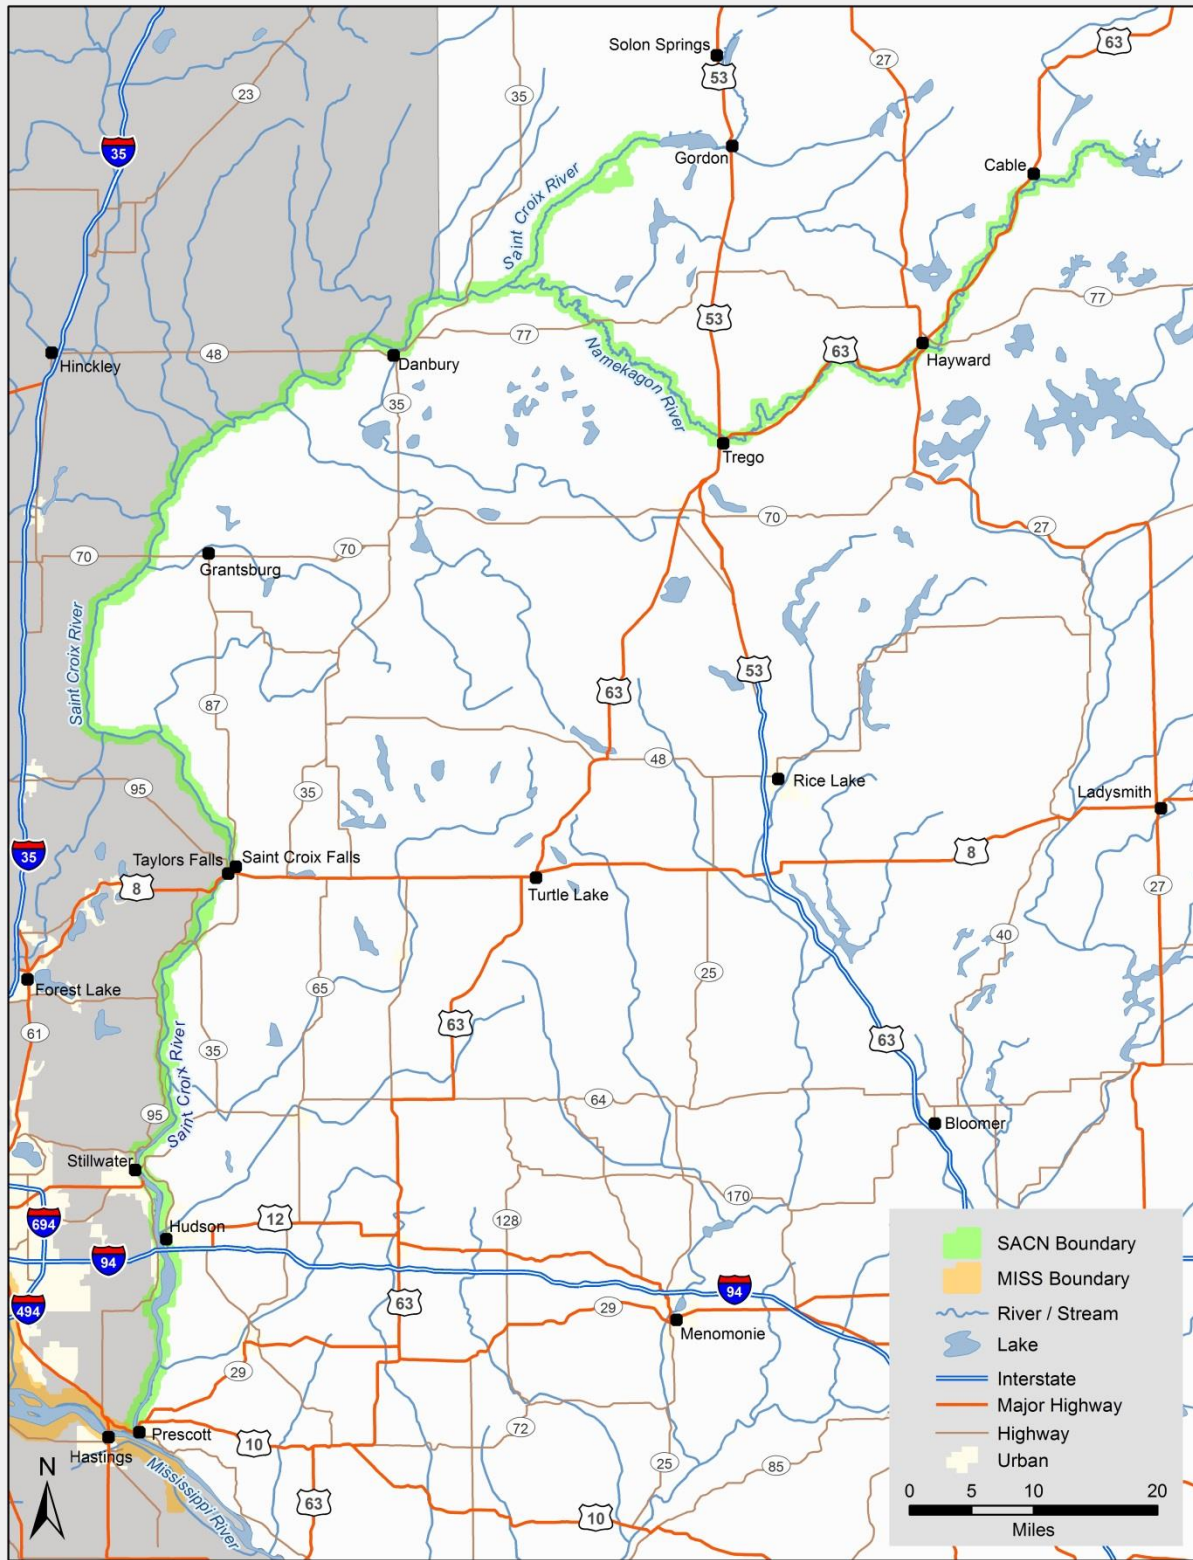 Solon Springs
63
27
53
23
35
35
Gordon
Cable
Saint Croix River
77
53
77
48
Hinckley
Danbury
63
Hayward
Namekagon River
35
Trego
70
27
70
70
Grantsburg
Saint Croix River
53
63
87
48
Rice Lake
95
35
Ladysmith
35
Taylors Falls
Saint Croix Falls
8
8
Turtle Lake
27
40
25
Forest Lake
65
61
63
35
63
Saint Croix River
64
95
Bloomer
Stillwater
170
694
Hudson
12
128
94
94
494
63
29
Menomonie
29
Prescott
72
10
Hastings
25
85
Mississippi River
63
10
N
SACN Boundary
MISS Boundary
River / Stream
Lake
Interstate
Major Highway
Highway
Urban
0 5 10 20
Miles